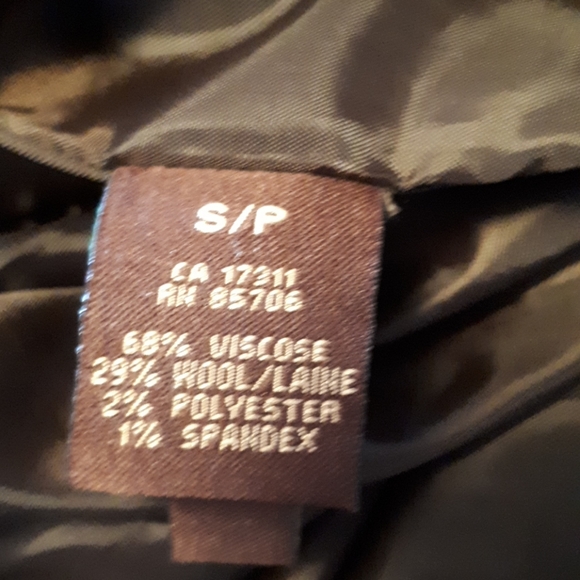 S/P
CA 17311
RN 85706
68% VISCOSE
29% WOOL/LAINE
2% POLYESTER
1% SPANDEX